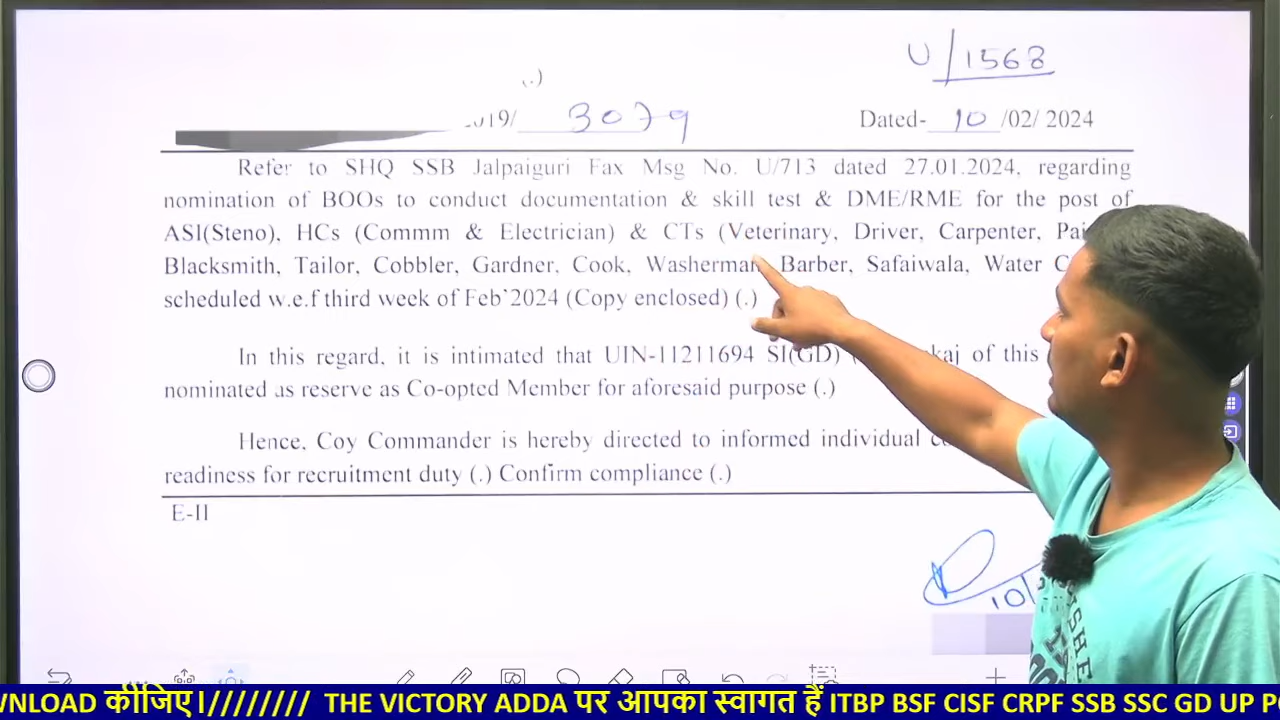 U/1568
(.)
2019/ 3079 Dated- 10 /02/ 2024
Refer to SHQ SSB Jalpaiguri Fax Msg No. U/713 dated 27.01.2024, regarding
nomination of BOOs to conduct documentation & skill test & DME/RME for the post of
ASI(Steno), HCs (Commm & Electrician) & CTs (Veterinary, Driver, Carpenter,
Blacksmith, Tailor, Cobbler, Gardner, Cook, Washerman, Barber, Safaiwala, Water
scheduled w.e.f third week of Feb'2024 (Copy enclosed) (.)
In this regard, it is intimated that UIN-11211694 SI(GD) of this
nominated as reserve as Co-opted Member for aforesaid purpose (.)
Hence, Coy Commander is hereby directed to informed individual
readiness for recruitment duty (.) Confirm compliance (.)
E-II
10/
WNLOAD कीजिए।//////// THE VICTORY ADDA पर आपका स्वागत हैं ITBP BSF CISF CRPF SSB SSC GD UP P